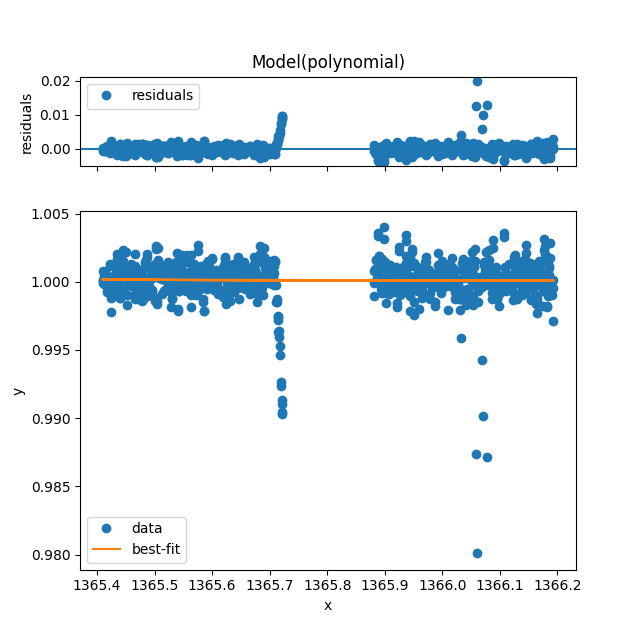 Model(polynomial)
0.02
0.01
0.00
residuals
residuals
1.005
1.000
0.995
0.990
0.985
0.980
y
data
best-fit
1365.4 1365.5 1365.6 1365.7 1365.8 1365.9 1366.0 1366.1 1366.2
x